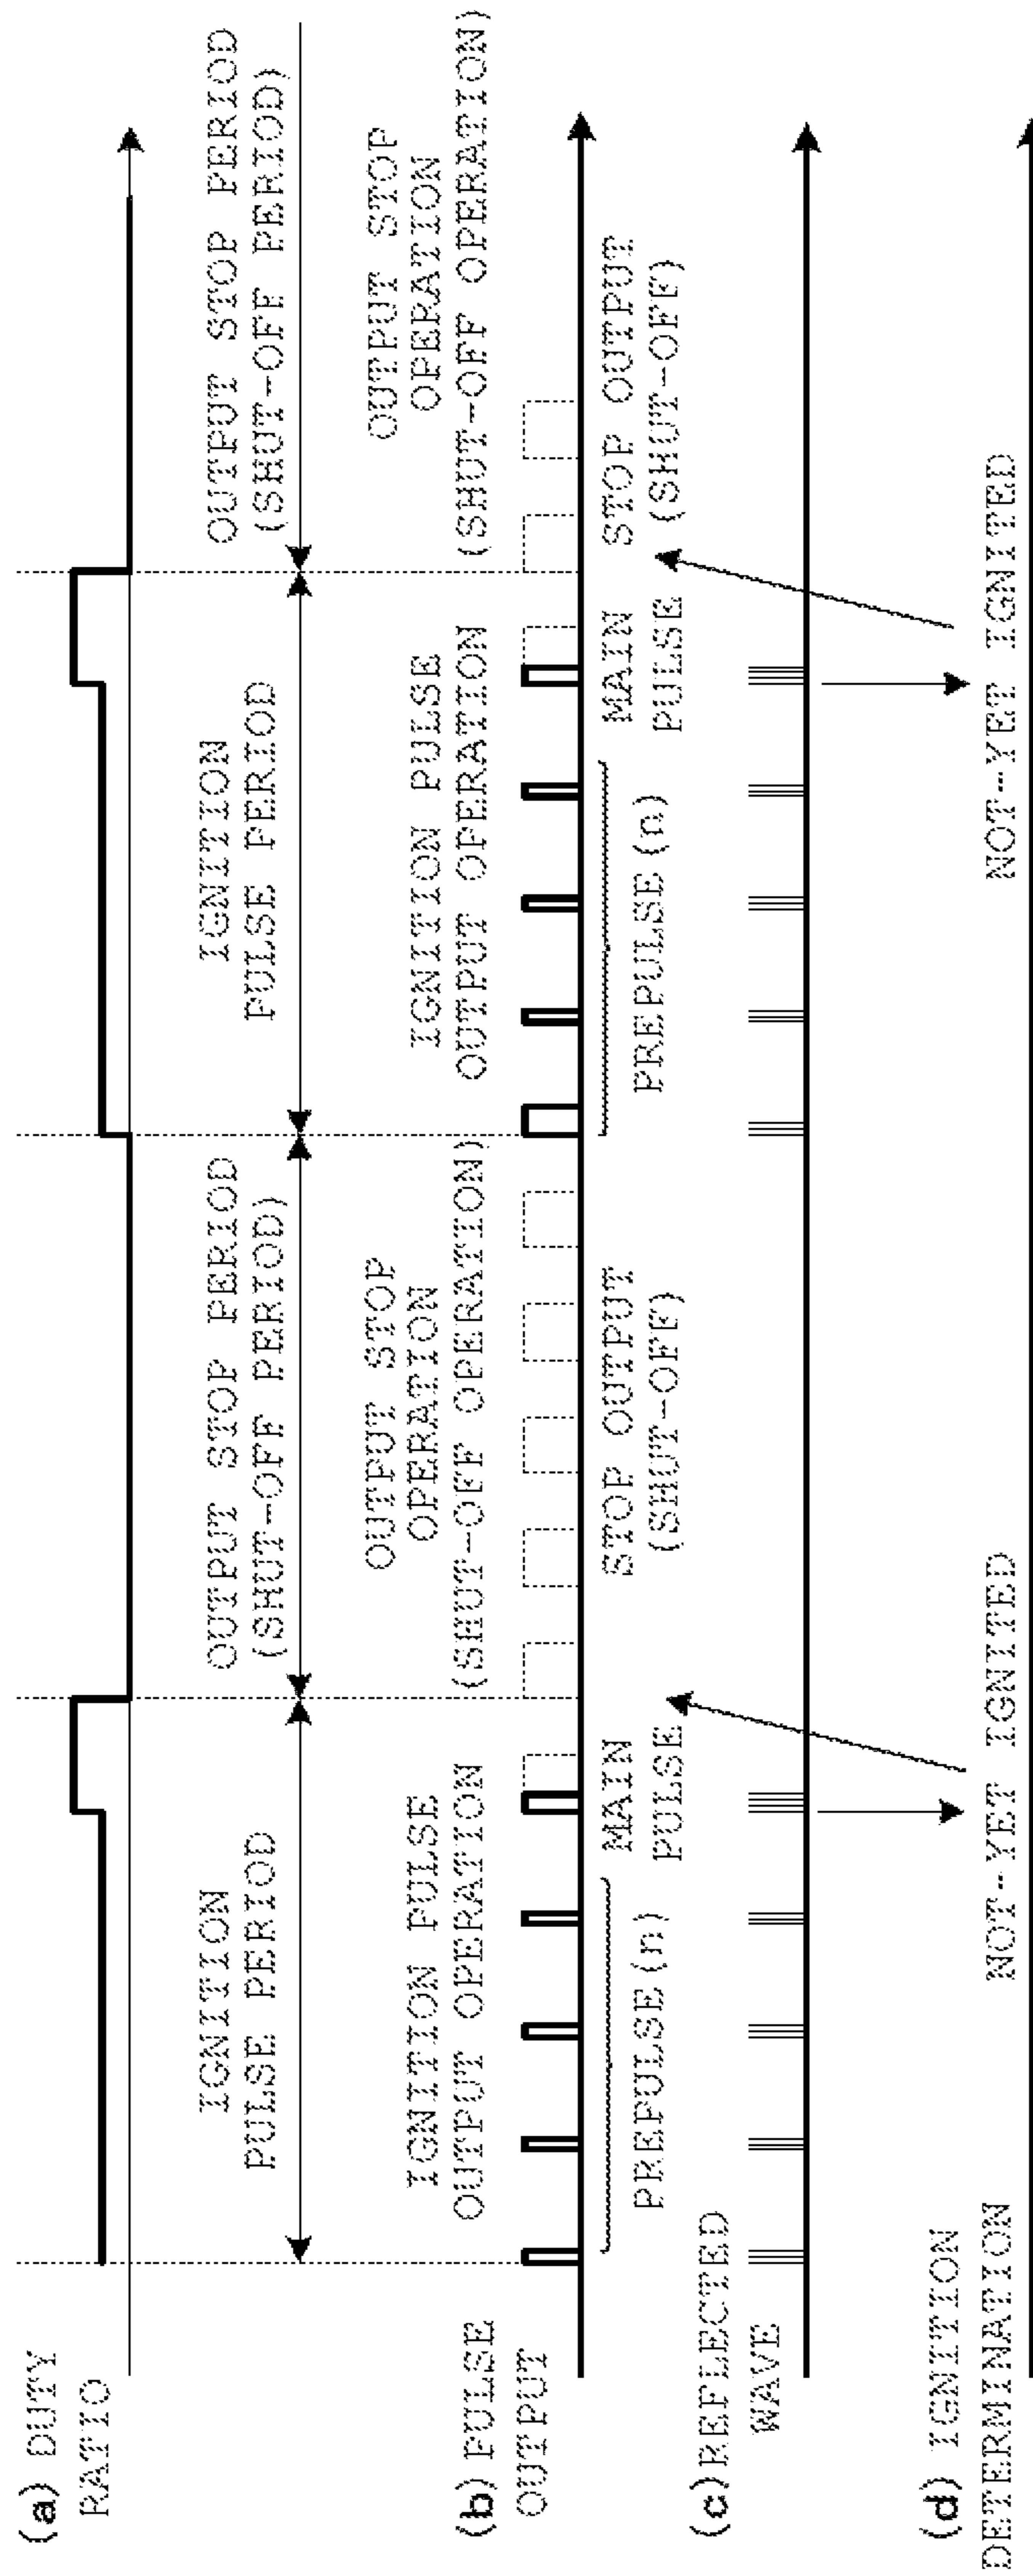 (a) DUTY
RATIO
IGNITION
PULSE PERIOD
OUTPUT STOP PERIOD
(SHUT-OFF PERIOD)
IGNITION
PULSE PERIOD
OUTPUT STOP PERIOD
(SHUT-OFF PERIOD)
(b) PULSE
OUTPUT
IGNITION PULSE
OUTPUT OPERATION
OUTPUT STOP
OPERATION
(SHUT-OFF OPERATION)
IGNITION PULSE
OUTPUT OPERATION
OUTPUT STOP
OPERATION
(SHUT-OFF OPERATION)
PREPULSE(n)
MAIN
PULSE
STOP OUTPUT
(SHUT-OFF)
PREPULSE(n)
MAIN
PULSE
STOP OUTPUT
(SHUT-OFF)
(c) REFLECTED
WAVE
(d) IGNITION
DETERMINATION
NOT-YET IGNITED
NOT-YET IGNITED